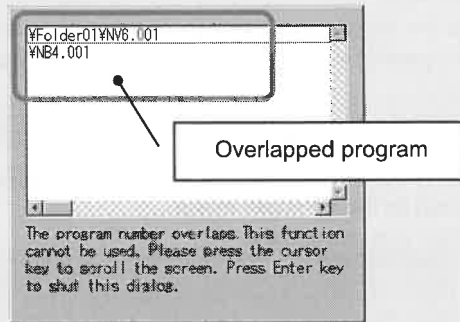 ¥Folder01¥NV6.001
¥NB4.001
Overlapped program
The program number overlaps.This function
cannot be used. Please press the cursor
key to scroll the screen. Press Enter key
to shut this dialog.